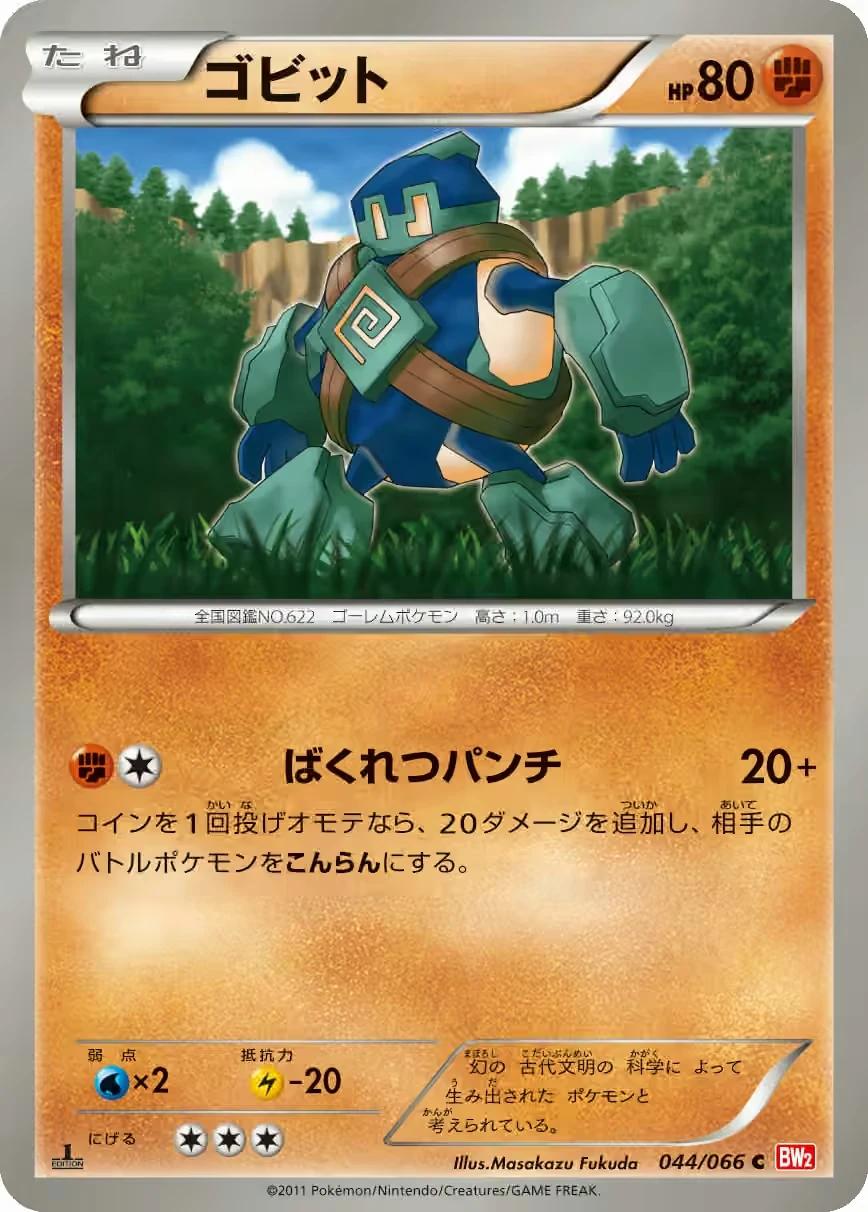 たね ゴビット HP80
全国図鑑NO.622 ゴーレムポケモン 高さ:1.0m 重さ:92.0kg
ばくれつパンチ 20+
コインを1回投げオモテなら、20ダメージを追加し、相手の
バトルポケモンをこんらんにする。
弱点 抵抗力
×2 -20
にげる
幻の 古代文明の 科学に よって
生み出された ポケモンと
考えられている。
1 EDITION
Illus.Masakazu Fukuda 044/066 C BW2
©2011 Pokémon/Nintendo/Creatures/GAME FREAK.